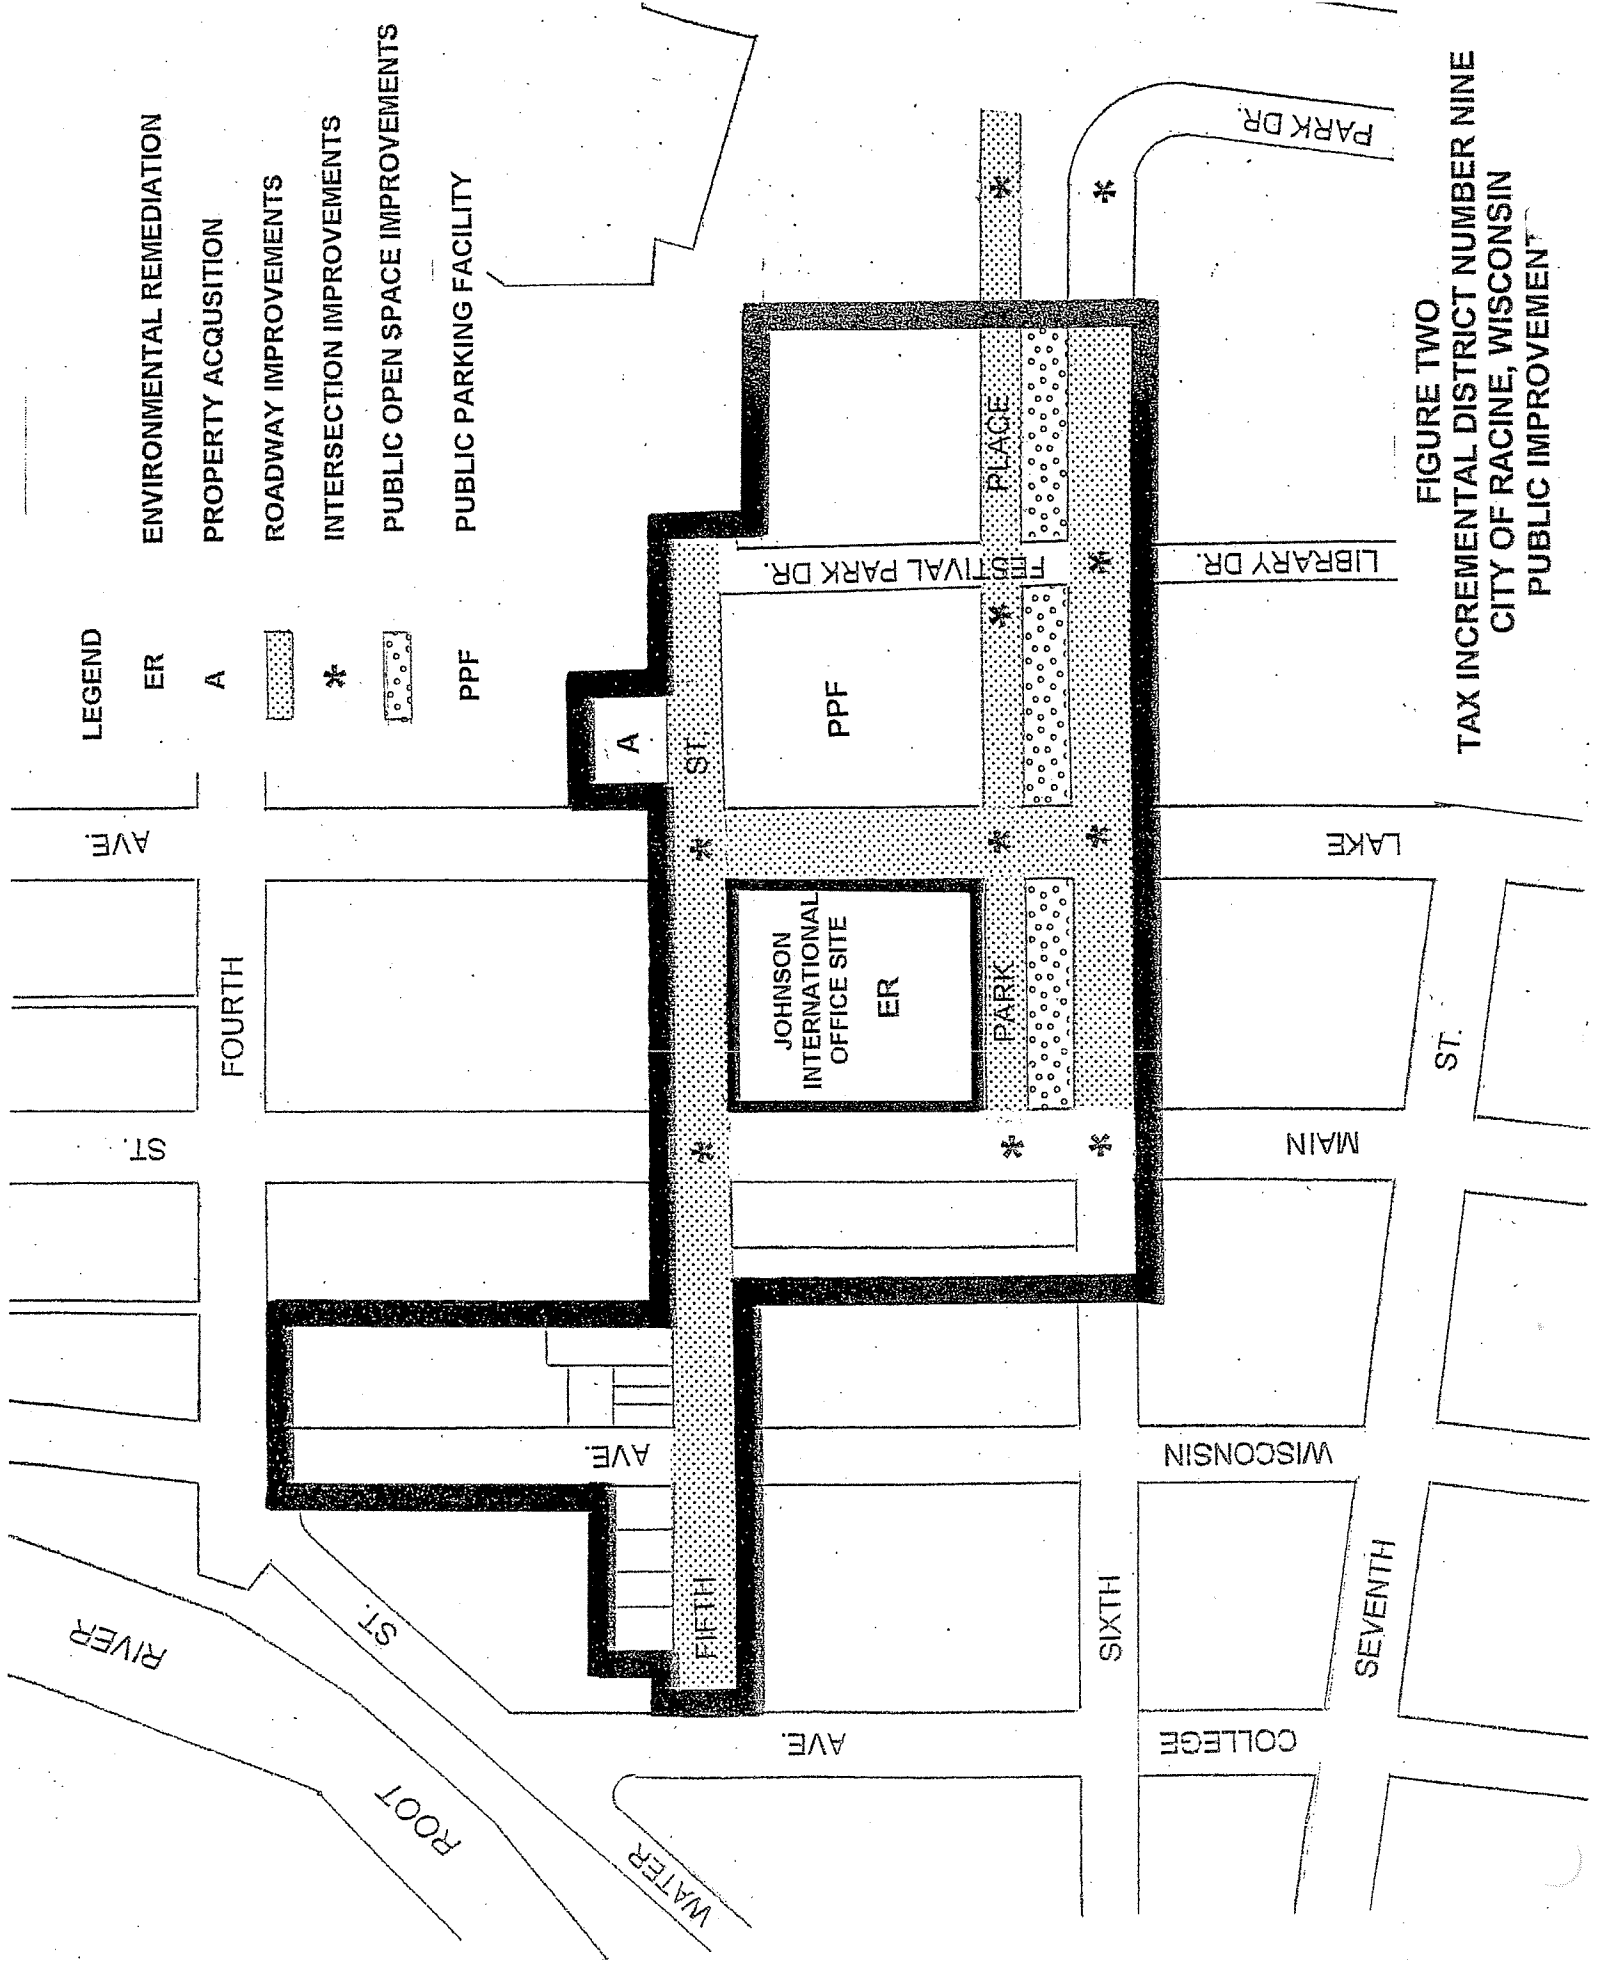 LEGEND
ER ENVIRONMENTAL REMEDIATION
A PROPERTY ACQUSITION
ROADWAY IMPROVEMENTS
* INTERSECTION IMPROVEMENTS
PUBLIC OPEN SPACE IMPROVEMENTS
PPF PUBLIC PARKING FACILITY
RIVER
ROOT
ST.
WATER
ST.
AVE.
FOURTH
AVE.
A
FIFTH
ST.
*
*
JOHNSON
INTERNATIONAL
OFFICE SITE
ER
PPF
FESTIVAL PARK DR.
AVE.
PARK
PLACE
*
*
*
*
*
*
*
*
SIXTH
COLLEGE
WISCONSIN
MAIN
LAKE
LIBRARY DR.
PARK DR.
SEVENTH
ST.
FIGURE TWO
TAX INCREMENTAL DISTRICT NUMBER NINE
CITY OF RACINE, WISCONSIN
PUBLIC IMPROVEMENT